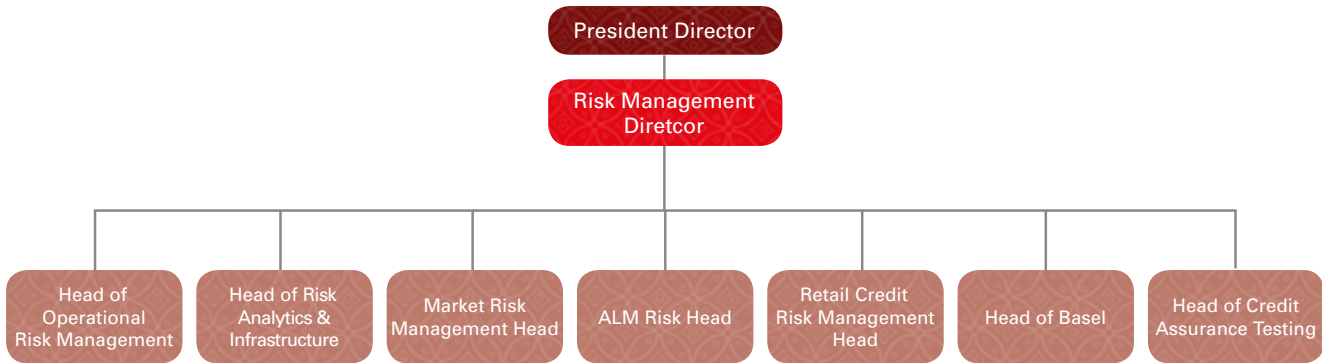 President Director
Risk Management
Diretcor
Head of
Operational
Risk Management
Head of Risk
Analytics &
Infrastructure
Market Risk
Management Head
ALM Risk Head
Retail Credit
Risk Management
Head
Head of Basel
Head of Credit
Assurance Testing